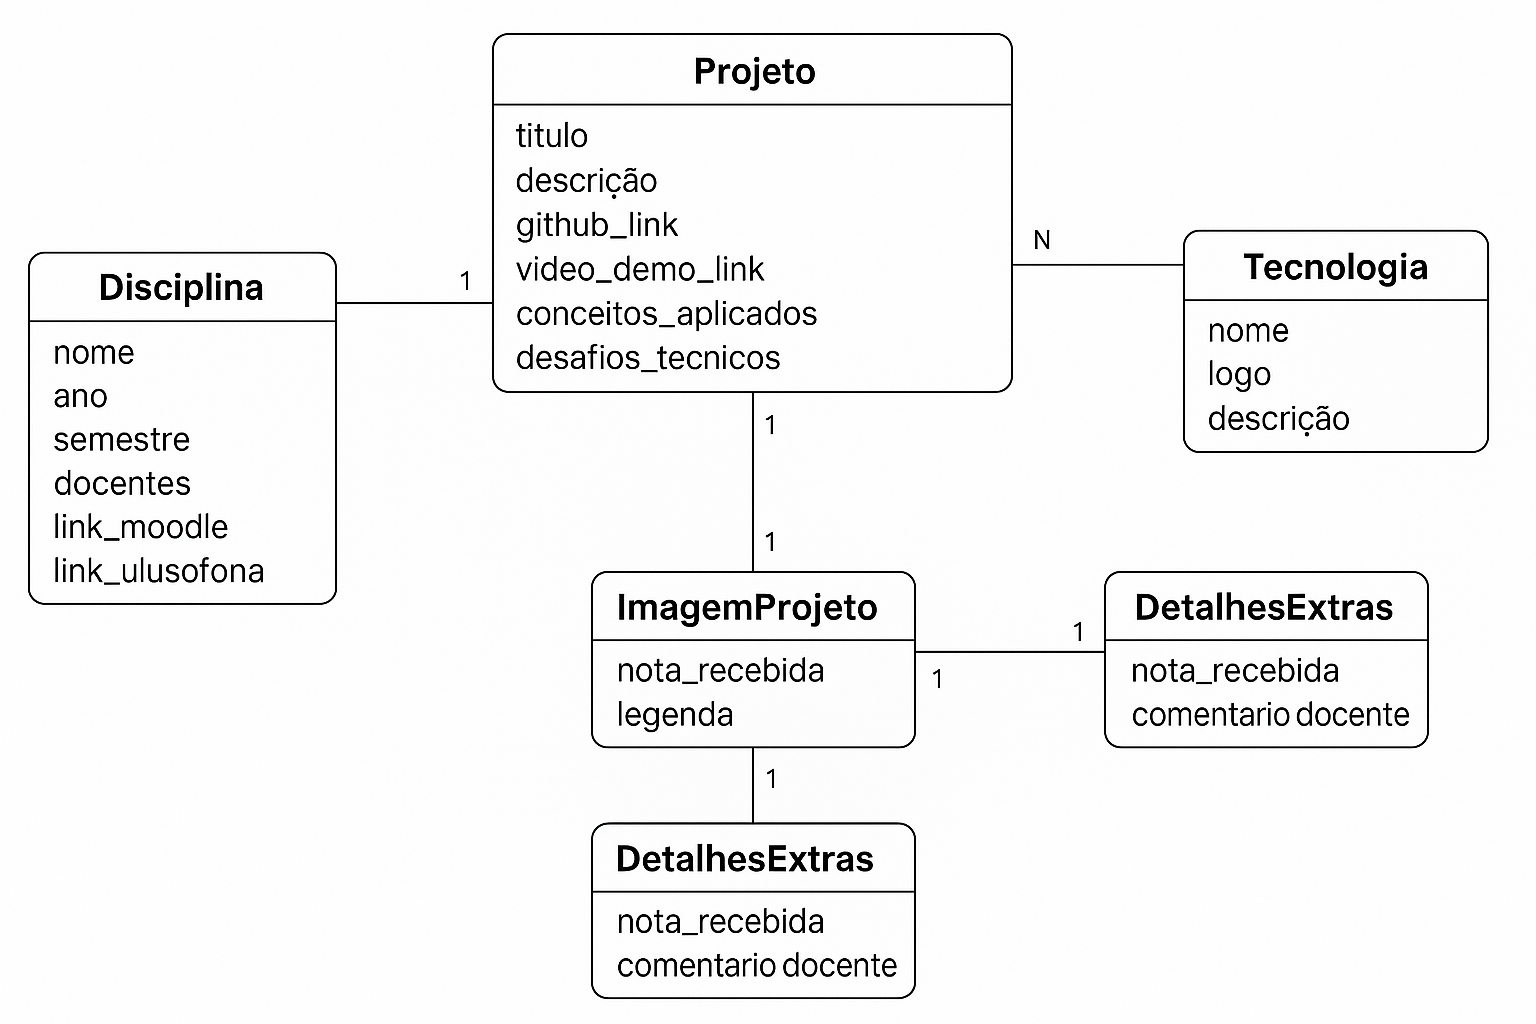 Projeto
titulo
descrição
github_link
video_demo_link
conceitos_aplicados
desafios_tecnicos
Disciplina
nome
ano
semestre
docentes
link_moodle
link_ulusofona
1
N
Tecnologia
nome
logo
descrição
1
1
ImagemProjeto
nota_recebida
legenda
1
1
DetalhesExtras
nota_recebida
comentario docente
1
DetalhesExtras
nota_recebida
comentario docente